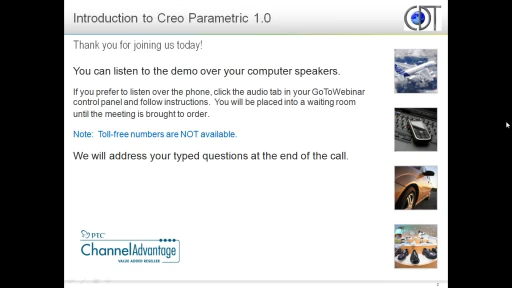 Introduction to Creo Parametric 1.0
CDT
Thank you for joining us today!
You can listen to the demo over your computer speakers.
If you prefer to listen over the phone, click the audio tab in your GoToWebinar
control panel and follow instructions. You will be placed into a waiting room
until the meeting is brought to order.
Note: Toll-free numbers are NOT available.
We will address your typed questions at the end of the call.
PTC
ChannelAdvantage
VALUE ADDED RESELLER
2